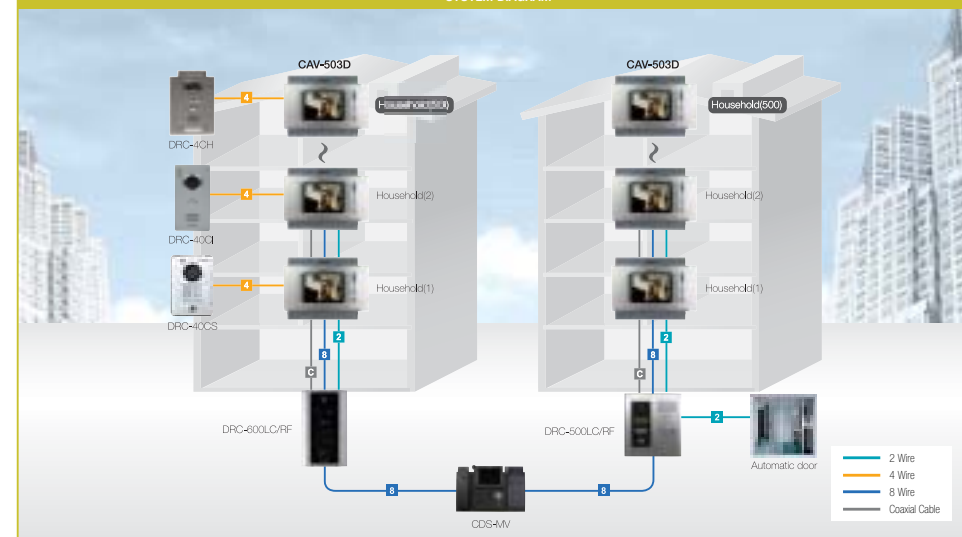 SYSTEM DIAGRAM
CAV-503D
CAV-503D
4
Household(500)
DRC-4CH
4
Household(2)
Household(2)
DRC-40CI
4
Household(1)
Household(1)
DRC-40CS
2
2
8
8
C
C
DRC-600LC/RF
DRC-500LC/RF
2
Automatic door
8
8
CDS-MV
2 Wire
4 Wire
8 Wire
Coaxial Cable